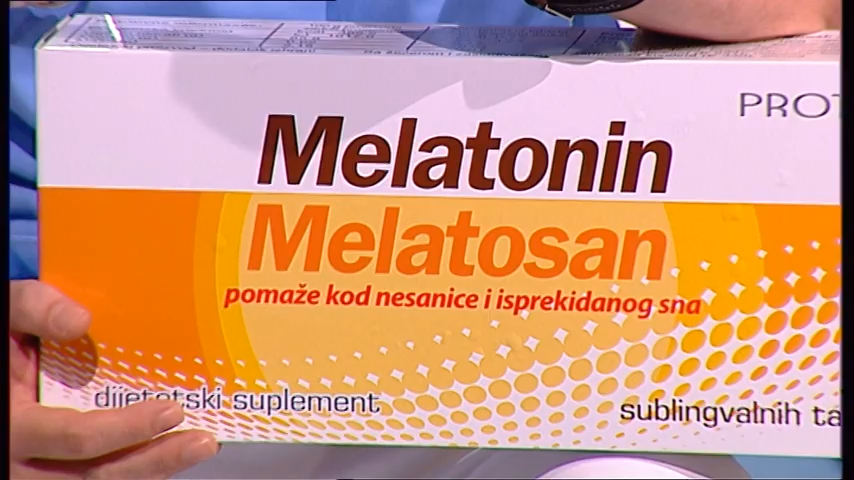 PROT
Melatonin
Melatosan
pomaže kod nesanice i isprekidanog sna
dijetetski suplement
sublingvalnih ta